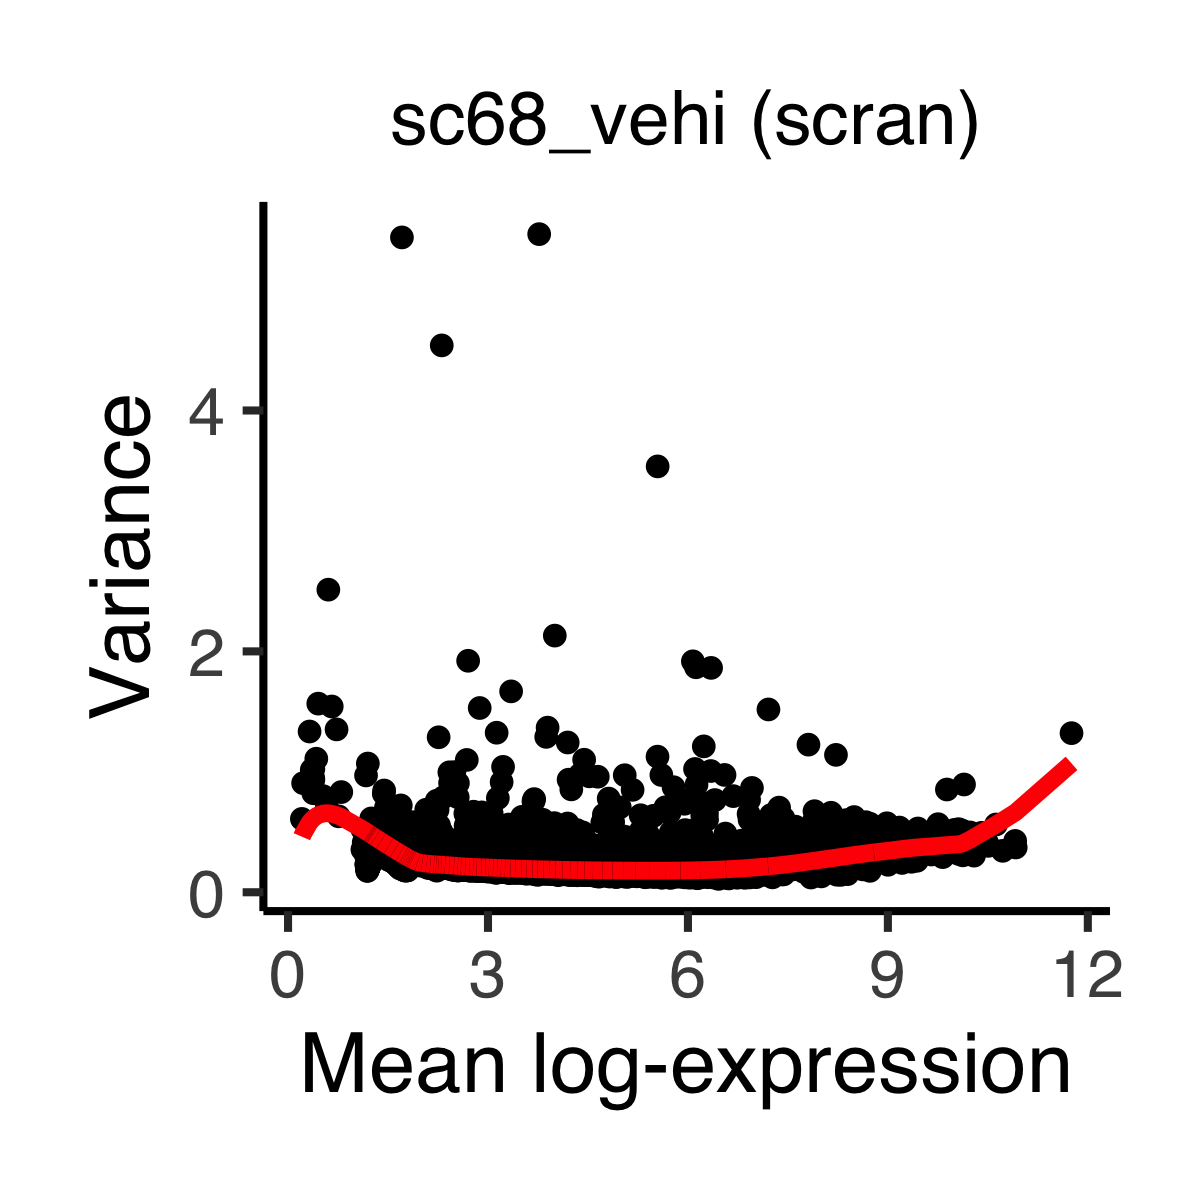 sc68_vehi (scran)
Variance
4
2
0
0 3 6 9 12
Mean log-expression